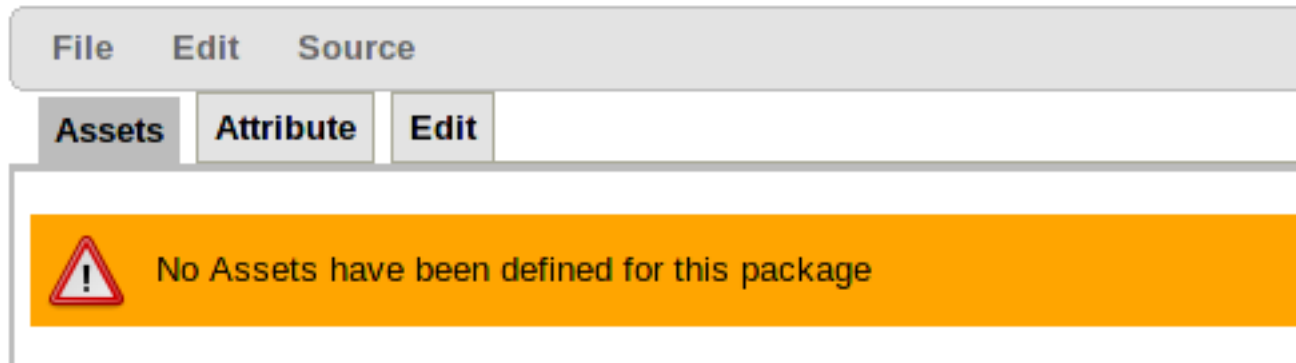 File Edit Source
Assets Attribute Edit
No Assets have been defined for this package